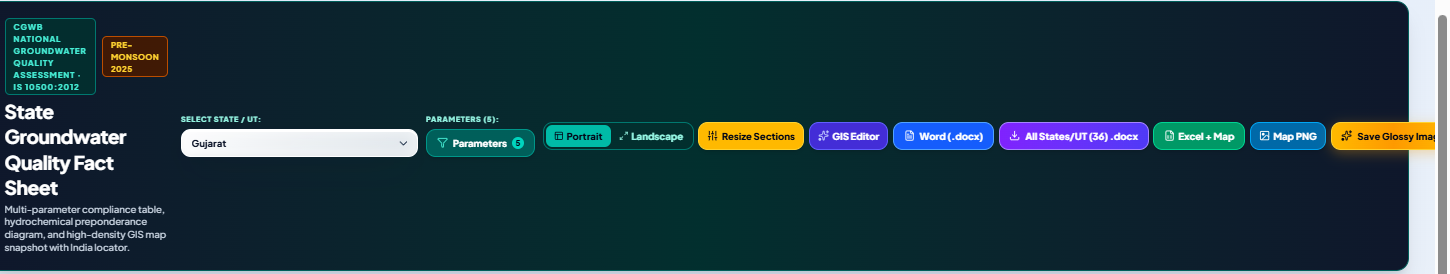 CGWB
NATIONAL
GROUNDWATER
QUALITY
ASSESSMENT ·
IS 10500:2012
PRE-
MONSOON
2025
State
Groundwater
Quality Fact
Sheet
Multi-parameter compliance table,
hydrochemical preponderance
diagram, and high-density GIS map
snapshot with India locator.
SELECT STATE / UT:
Gujarat
PARAMETERS (5):
Parameters 5
Portrait
Landscape
Resize Sections
GIS Editor
Word (.docx)
All States/UT (36) .docx
Excel + Map
Map PNG
Save Glossy